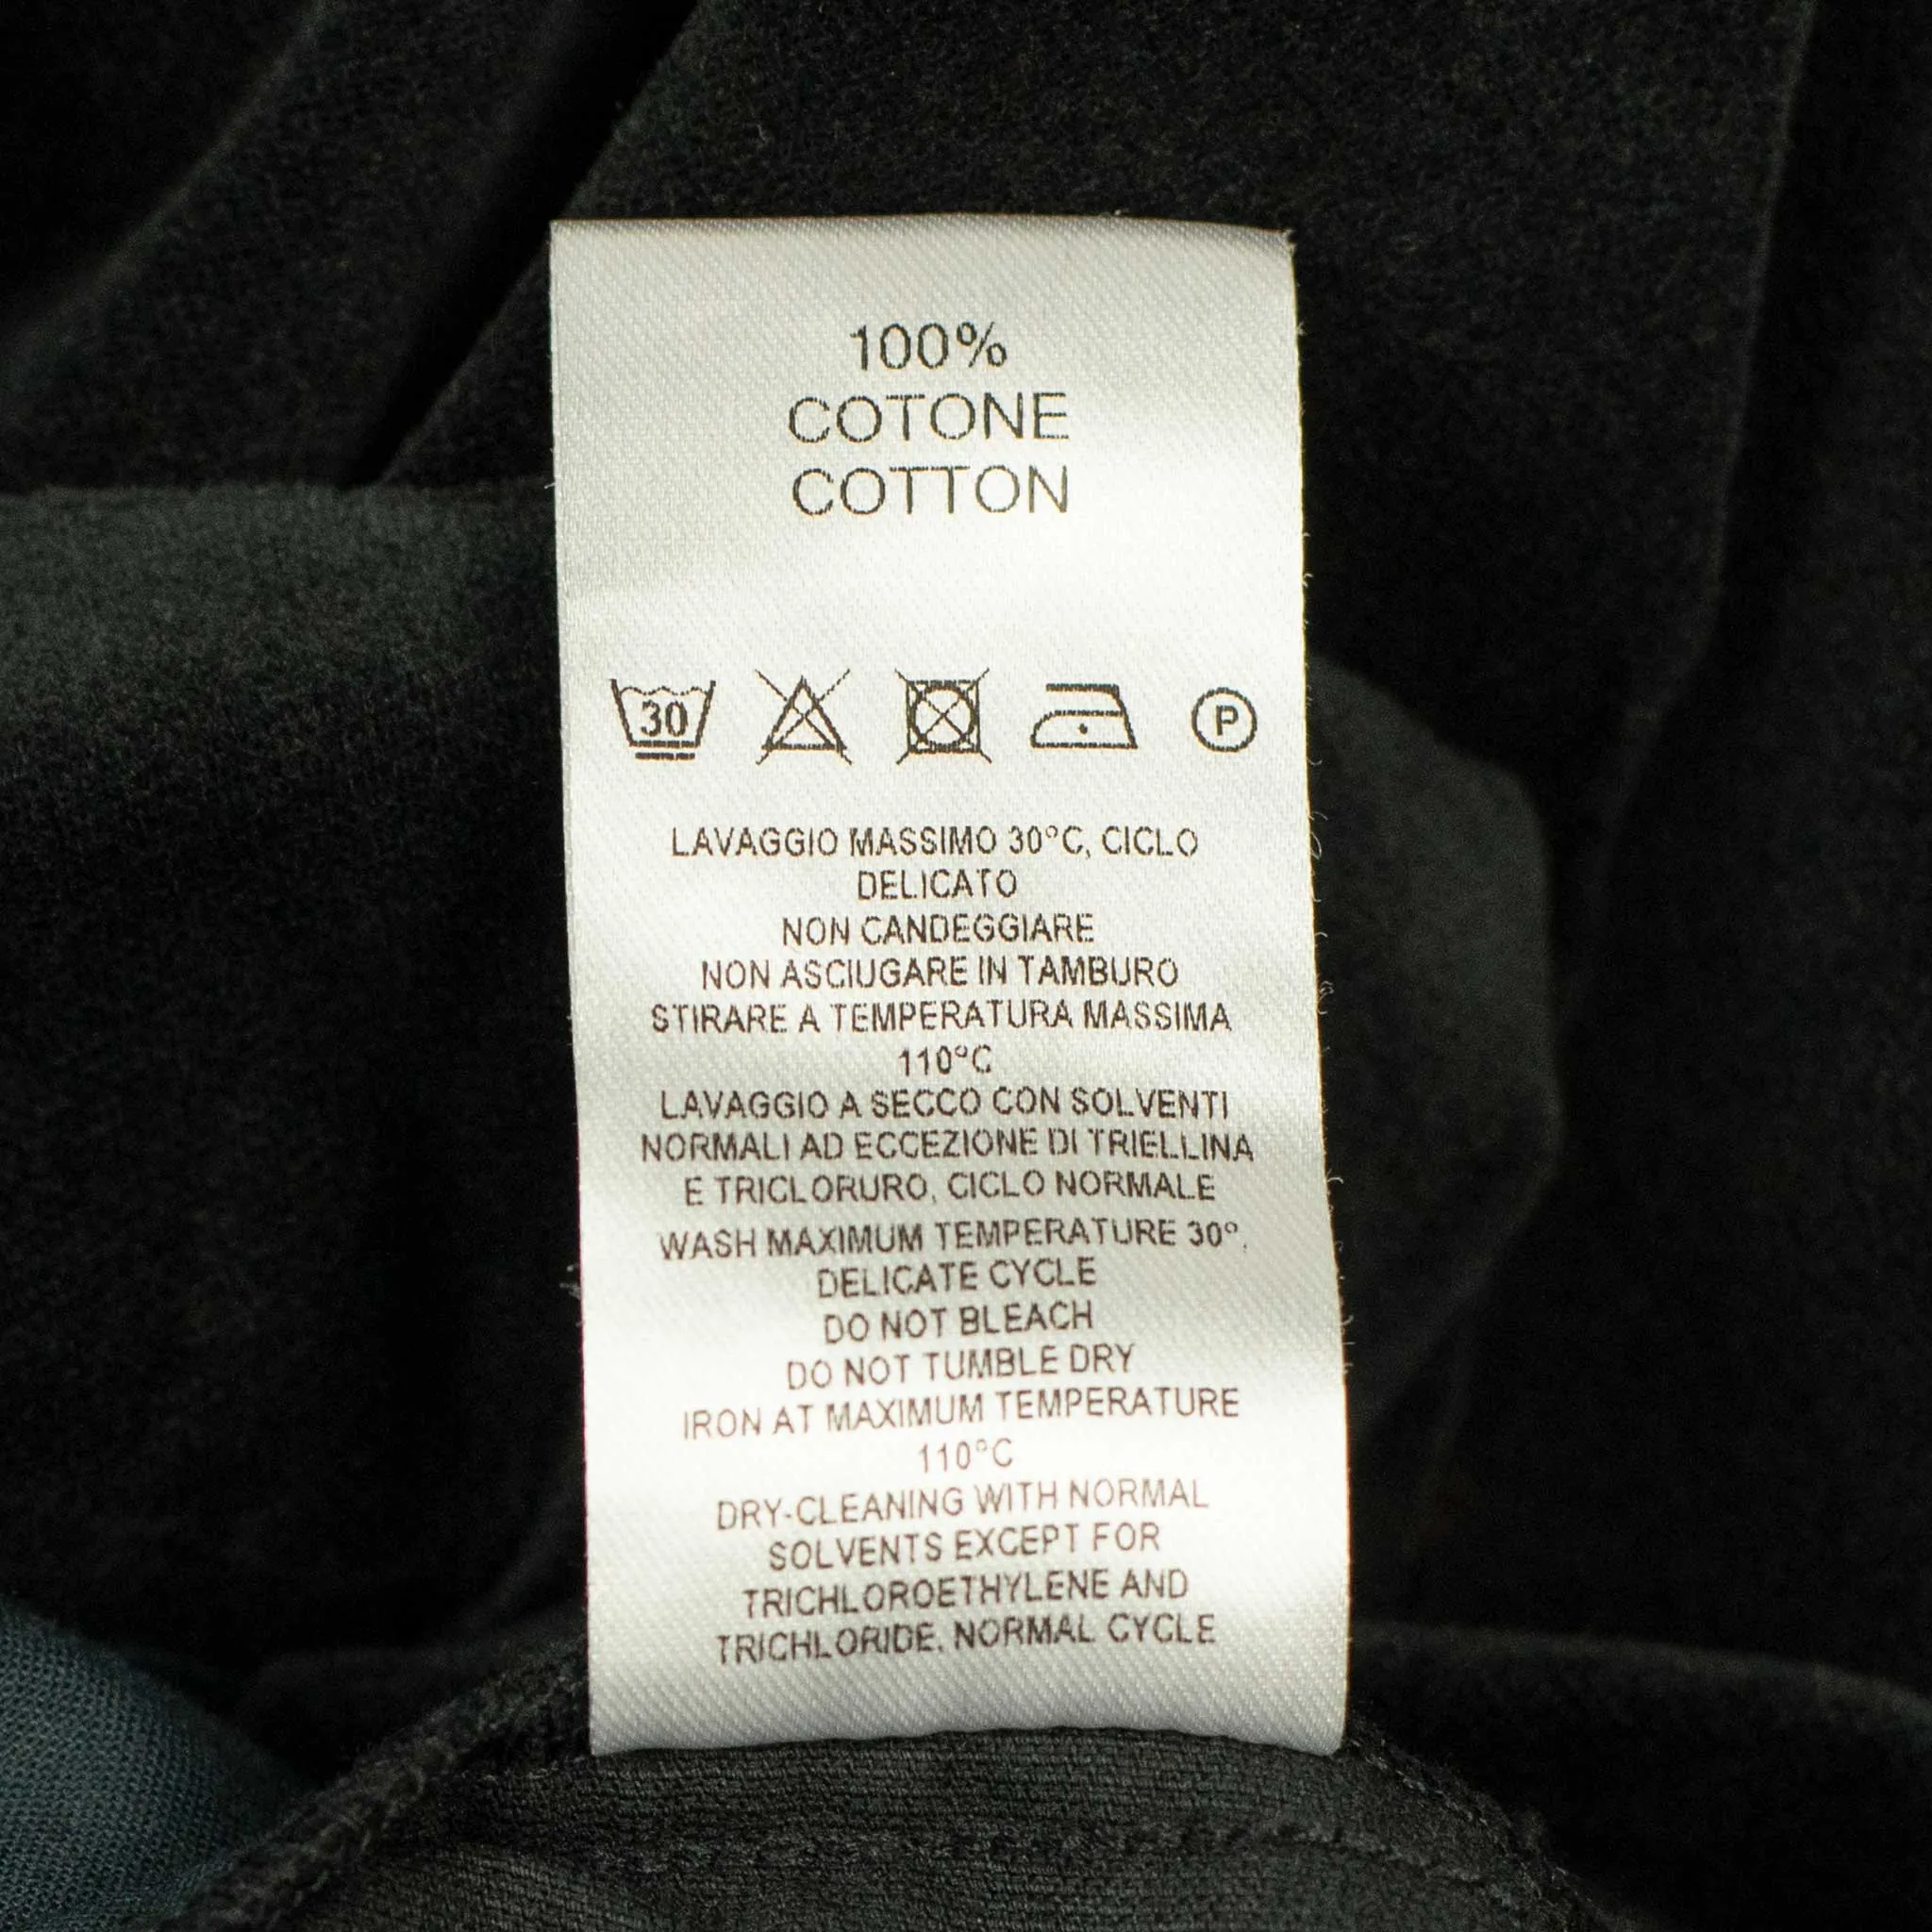 100%
COTONE
COTTON
30 P
LAVAGGIO MASSIMO 30°C, CICLO
DELICATO
NON CANDEGGIARE
NON ASCIUGARE IN TAMBURO
STIRARE A TEMPERATURA MASSIMA
110°C
LAVAGGIO A SECCO CON SOLVENTI
NORMALI AD ECCEZIONE DI TRIELLINA
E TRICLORURO, CICLO NORMALE
WASH MAXIMUM TEMPERATURE 30°,
DELICATE CYCLE
DO NOT BLEACH
DO NOT TUMBLE DRY
IRON AT MAXIMUM TEMPERATURE
110°C
DRY-CLEANING WITH NORMAL
SOLVENTS EXCEPT FOR
TRICHLOROETHYLENE AND
TRICHLORIDE, NORMAL CYCLE